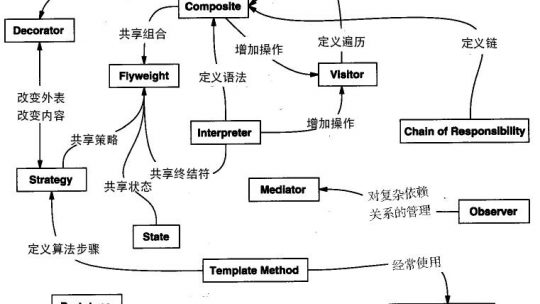 Composite
Decorator
共享组合
增加操作
定义遍历
定义链
Flyweight
定义语法
Visitor
改变外表
改变内容
增加操作
Interpreter
Chain of Responsibility
共享策略
共享终结符
Strategy
共享状态
Mediator
对复杂依赖
关系的管理
Observer
State
定义算法步骤
Template Method
经常使用